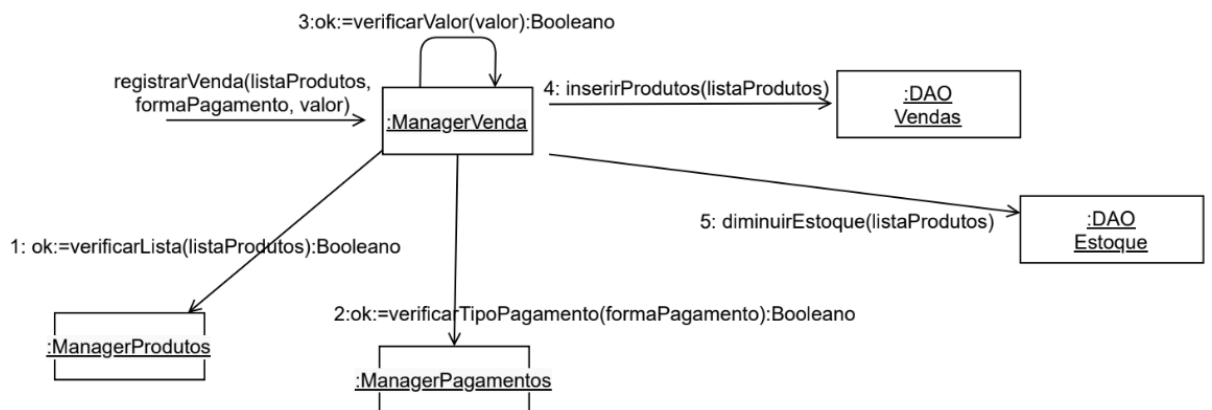 3:ok:=verificarValor(valor):Booleano
registrarVenda(listaProdutos,
formaPagamento, valor)
:ManagerVenda
4: inserirProdutos(listaProdutos)
:DAO
Vendas
5: diminuirEstoque(listaProdutos)
:DAO
Estoque
1: ok:=verificarLista(listaProdutos):Booleano
2:ok:=verificarTipoPagamento(formaPagamento):Booleano
:ManagerProdutos
:ManagerPagamentos